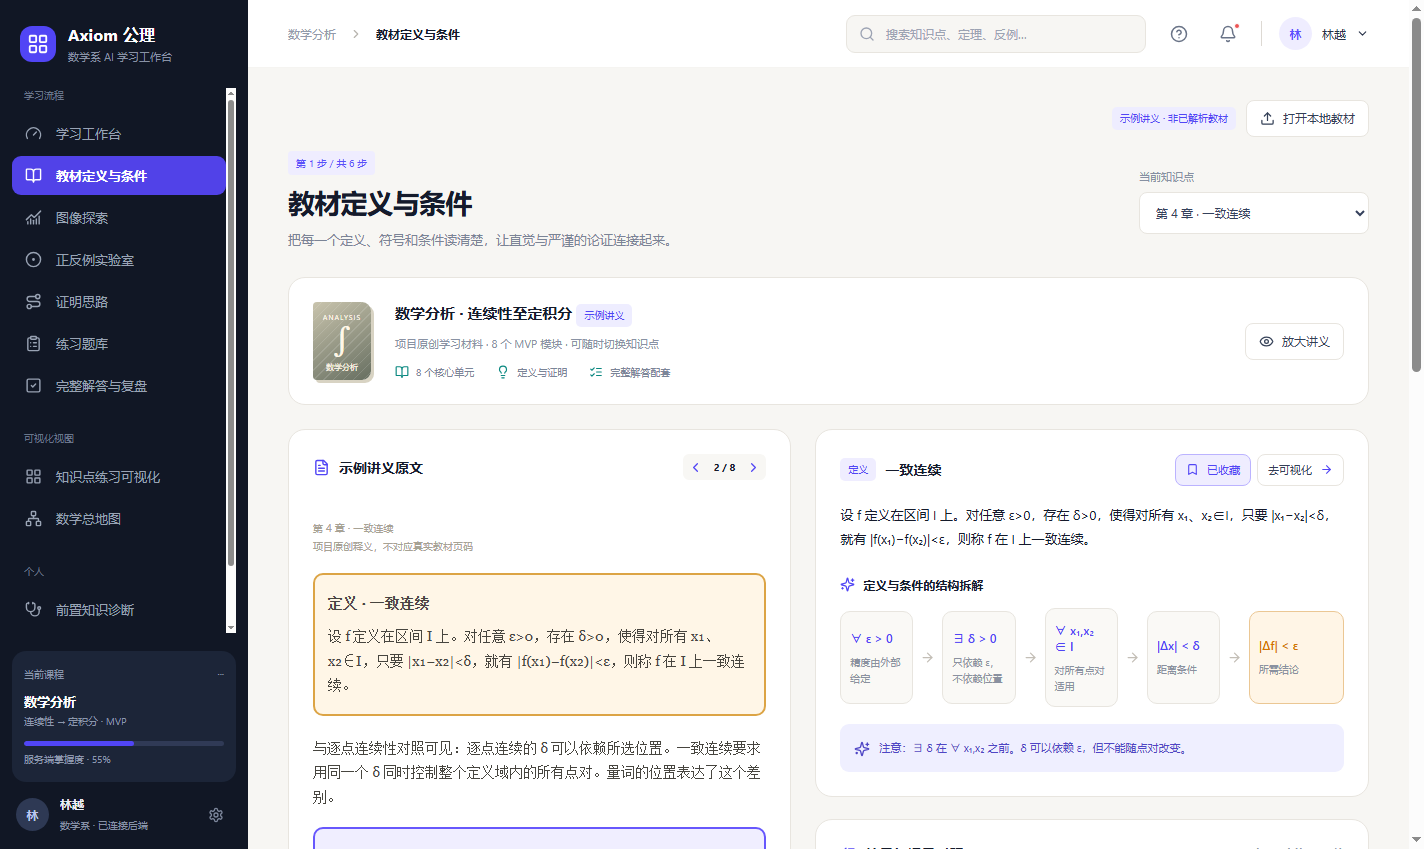 Axiom 公理
数学系 AI 学习工作台
学习流程
学习工作台
教材定义与条件
图像探索
正反例实验室
证明思路
练习题库
完整解答与复盘
可视化视图
知识点练习可视化
数学总地图
个人
前置知识诊断
当前课程
数学分析
连续性 → 定积分 · MVP
服务端掌握度 · 55%
林
林越
数学系 · 已连接后端
数学分析
教材定义与条件
搜索知识点、定理、反例...
林
林越
示例讲义 · 非已解析教材
打开本地教材
第 1 步 / 共 6 步
教材定义与条件
把每一个定义、符号和条件读清楚，让直觉与严谨的论证连接起来。
当前知识点
第 4 章 · 一致连续
ANALYSIS
∫
数学分析
数学分析 · 连续性至定积分
示例讲义
项目原创学习材料 · 8 个 MVP 模块 · 可随时切换知识点
8 个核心单元
定义与证明
完整解答配套
放大讲义
示例讲义原文
2 / 8
第 4 章 · 一致连续
项目原创释义，不对应真实教材页码
定义 · 一致连续
设 f 定义在区间 I 上。对任意 ε>0，存在 δ>0，使得对所有 x₁、
x₂∈I，只要 |x₁−x₂|<δ，就有 |f(x₁)−f(x₂)|<ε，则称 f 在 I 上一致连
续。
与逐点连续性对照可见：逐点连续的 δ 可以依赖所选位置。一致连续要求
用同一个 δ 同时控制整个定义域内的所有点对。量词的位置表达了这个差
别。
定义
一致连续
已收藏
去可视化
设 f 定义在区间 I 上。对任意 ε>0，存在 δ>0，使得对所有 x₁、x₂∈I，只要 |x₁−x₂|<δ，
就有 |f(x₁)−f(x₂)|<ε，则称 f 在 I 上一致连续。
定义与条件的结构拆解
∀ ε > 0
精度由外部
给定
∃ δ > 0
只依赖 ε，
不依赖位置
∀ x₁,x₂
∈ I
对所有点对
适用
|Δx| < δ
距离条件
|Δf| < ε
所需结论
注意：∃ δ 在 ∀ x₁,x₂ 之前。δ 可以依赖 ε，但不能随点对改变。